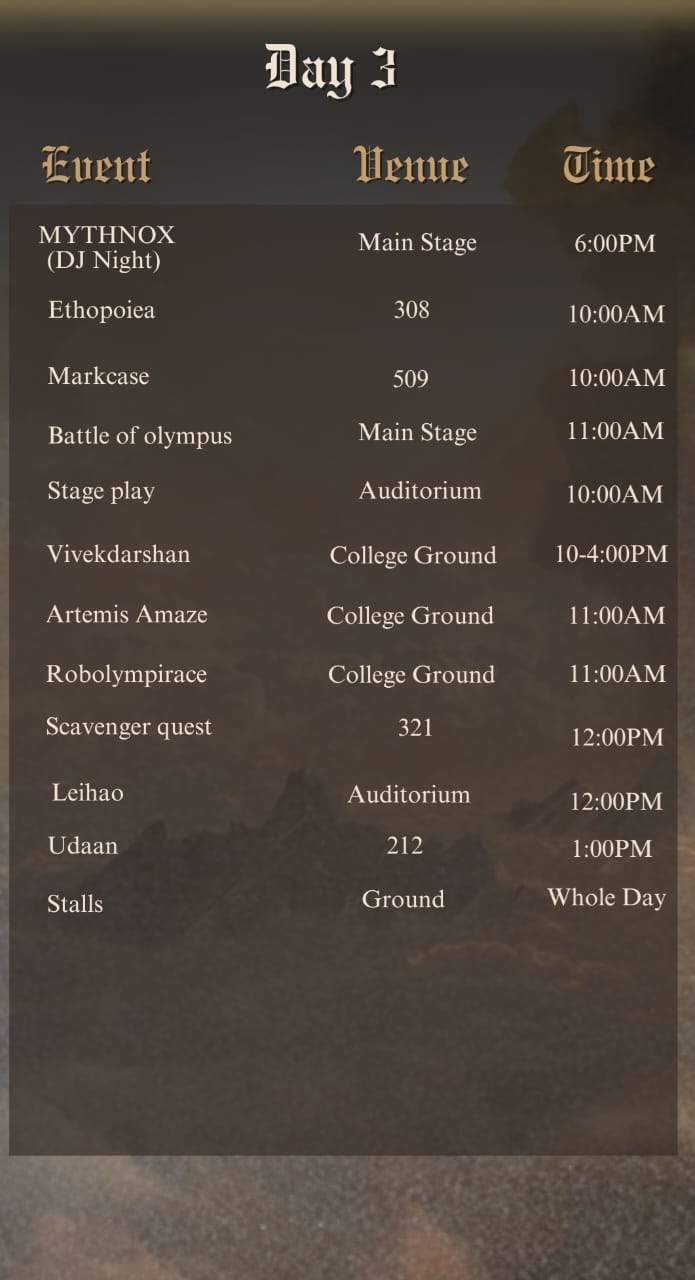 Day 3
Event Venue Time
MYTHNOX
(DJ Night) Main Stage 6:00PM
Ethopoiea 308 10:00AM
Markcase 509 10:00AM
Battle of olympus Main Stage 11:00AM
Stage play Auditorium 10:00AM
Vivekdarshan College Ground 10-4:00PM
Artemis Amaze College Ground 11:00AM
Robolympirace College Ground 11:00AM
Scavenger quest 321 12:00PM
Leihao Auditorium 12:00PM
Udaan 212 1:00PM
Stalls Ground Whole Day